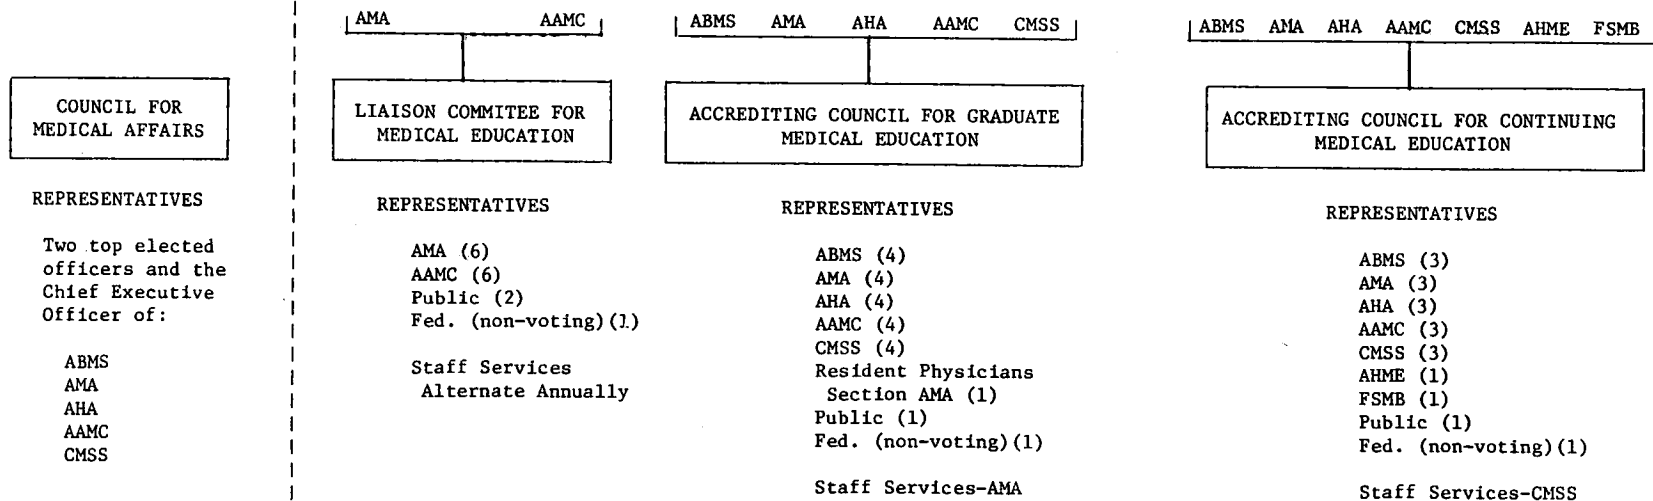 COUNCIL FOR
MEDICAL AFFAIRS
REPRESENTATIVES
Two top elected
officers and the
Chief Executive
Officer of:
ABMS
AMA
AHA
AAMC
CMSS
AMA AAMC
LIAISON COMMITEE FOR
MEDICAL EDUCATION
REPRESENTATIVES
AMA (6)
AAMC (6)
Public (2)
Fed. (non-voting)(1)
Staff Services
Alternate Annually
ABMS AMA AHA AAMC CMSS
ACCREDITING COUNCIL FOR GRADUATE
MEDICAL EDUCATION
REPRESENTATIVES
ABMS (4)
AMA (4)
AHA (4)
AAMC (4)
CMSS (4)
Resident Physicians
Section AMA (1)
Public (1)
Fed. (non-voting)(1)
Staff Services-AMA
ABMS AMA AHA AAMC CMSS AHME FSMB
ACCREDITING COUNCIL FOR CONTINUING
MEDICAL EDUCATION
REPRESENTATIVES
ABMS (3)
AMA (3)
AHA (3)
AAMC (3)
CMSS (3)
AHME (1)
FSMB (1)
Public (1)
Fed. (non-voting)(1)
Staff Services-CMSS